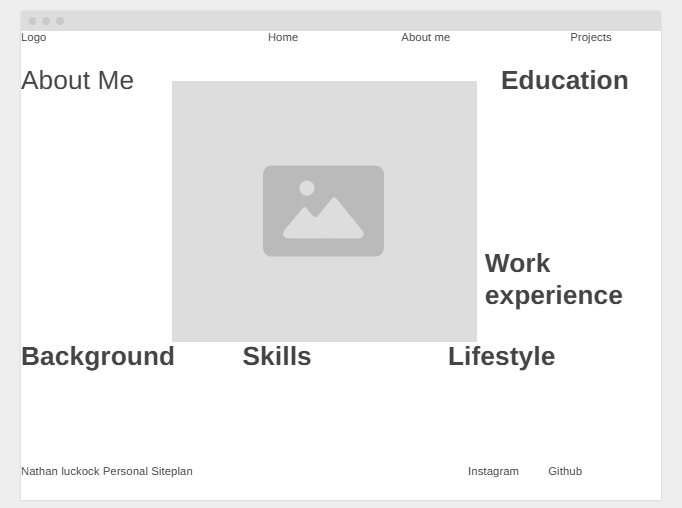 Logo
Home
About me
Projects
About Me
Education
Work
experience
Background
Skills
Lifestyle
Nathan luckock Personal Siteplan
Instagram
Github